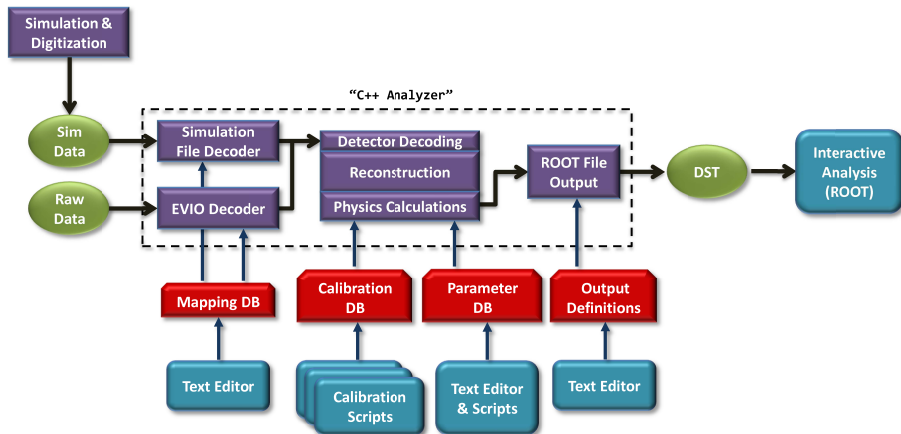 Simulation &
Digitization
“C++ Analyzer”
Sim
Data
Simulation
File Decoder
Detector Decoding
Reconstruction
Physics Calculations
ROOT File
Output
DST
Interactive
Analysis
(ROOT)
Raw
Data
EVIO Decoder
Mapping DB
Calibration
DB
Parameter
DB
Output
Definitions
Text Editor
Calibration
Scripts
Text Editor
& Scripts
Text Editor